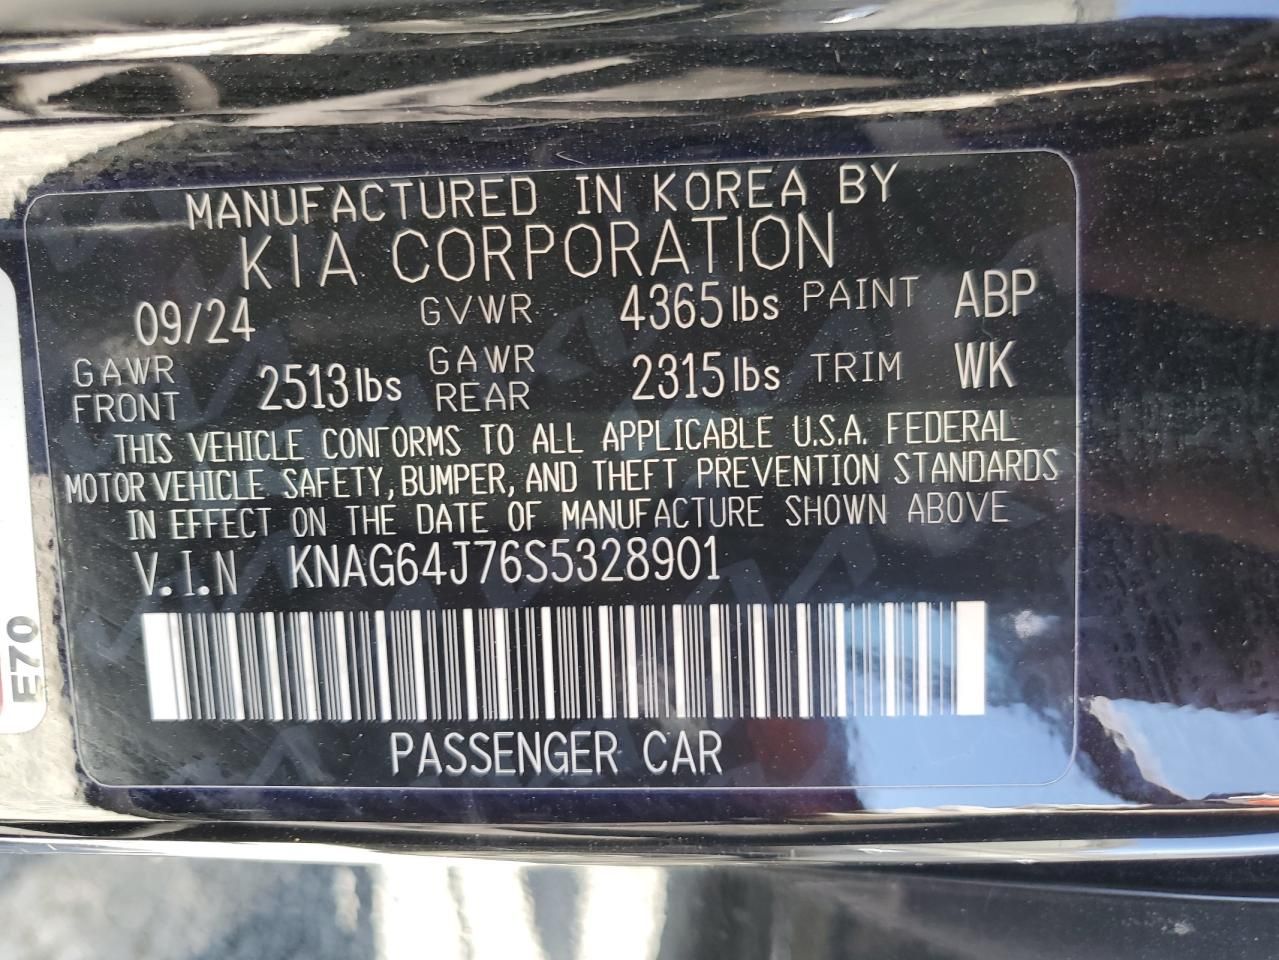 MANUFACTURED IN KOREA BY
KIA CORPORATION
09/24 GVWR 4365 lbs PAINT ABP
GAWR FRONT 2513 lbs GAWR REAR 2315 lbs TRIM WK
THIS VEHICLE CONFORMS TO ALL APPLICABLE U.S.A. FEDERAL
MOTOR VEHICLE SAFETY, BUMPER, AND THEFT PREVENTION STANDARDS
IN EFFECT ON THE DATE OF MANUFACTURE SHOWN ABOVE
V.I.N KNAG64J76S5328901
PASSENGER CAR
E70